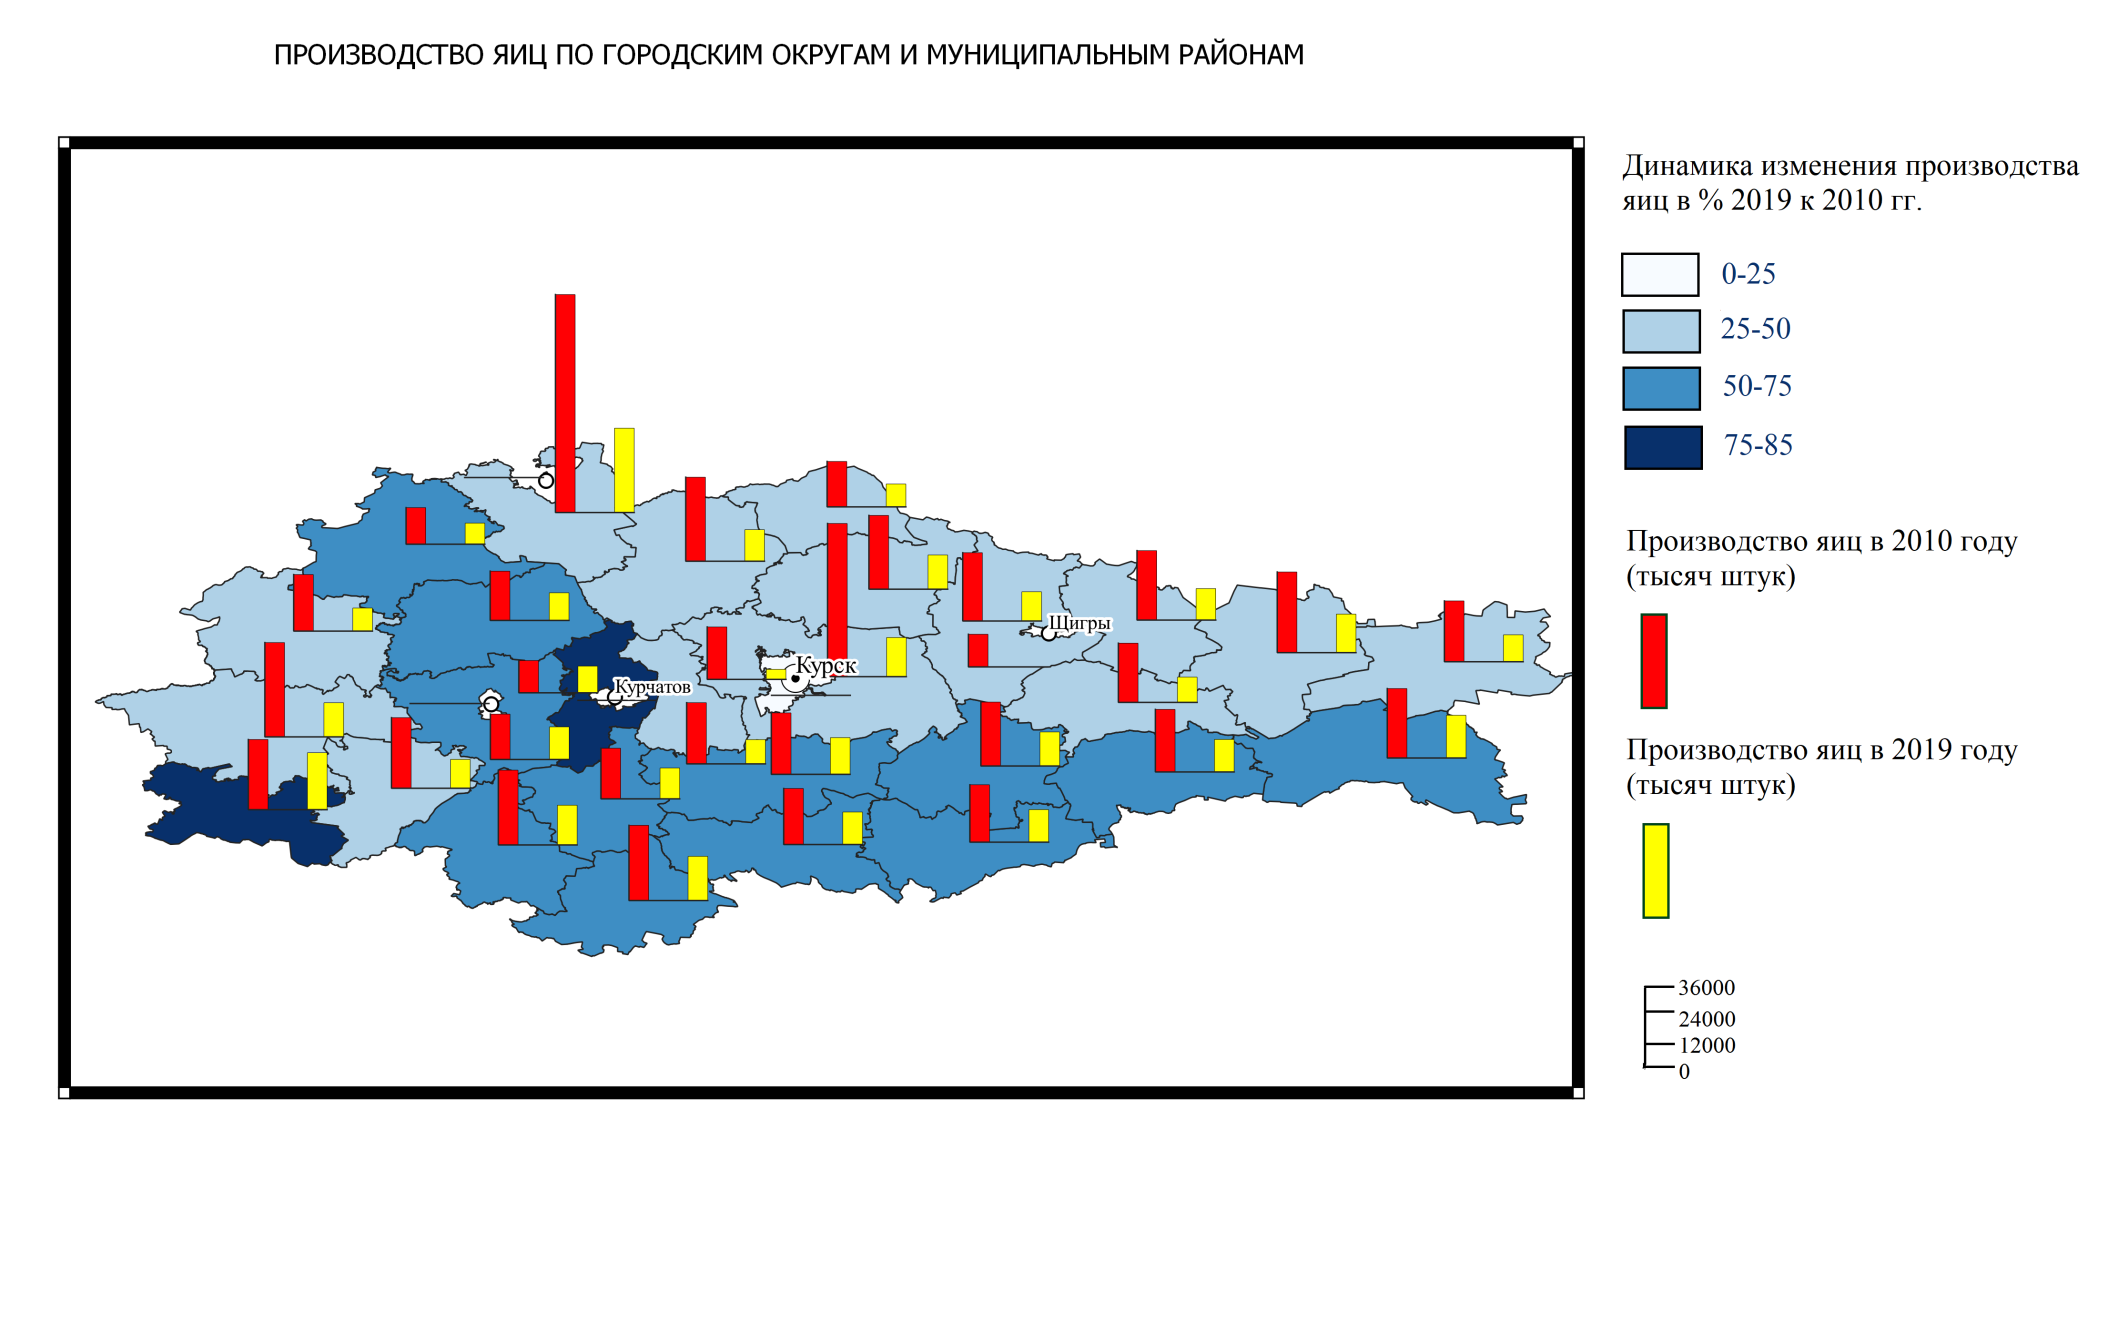 ПРОИЗВОДСТВО ЯИЦ ПО ГОРОДСКИМ ОКРУГАМ И МУНИЦИПАЛЬНЫМ РАЙОНАМ
Динамика изменения производства
яиц в % 2019 к 2010 гг.
0-25
25-50
50-75
75-85
Производство яиц в 2010 году
(тысяч штук)
Производство яиц в 2019 году
(тысяч штук)
36000
24000
12000
0
Щигры
Курск
Курчатов